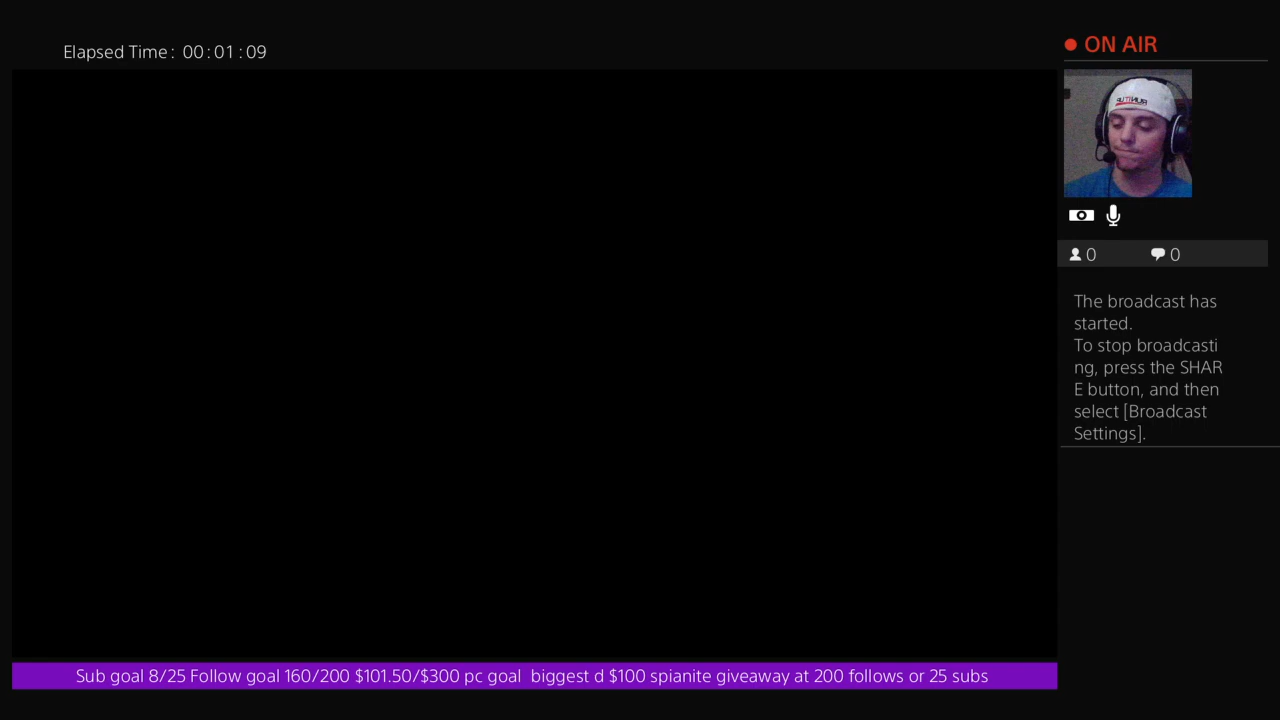 Elapsed Time: 00:01:09
ON AIR
0 0
The broadcast has
started.
To stop broadcasti
ng, press the SHAR
E button, and then
select [Broadcast
Settings].
Sub goal 8/25 Follow goal 160/200 $101.50/$300 pc goal biggest d $100 spianite giveaway at 200 follows or 25 subs